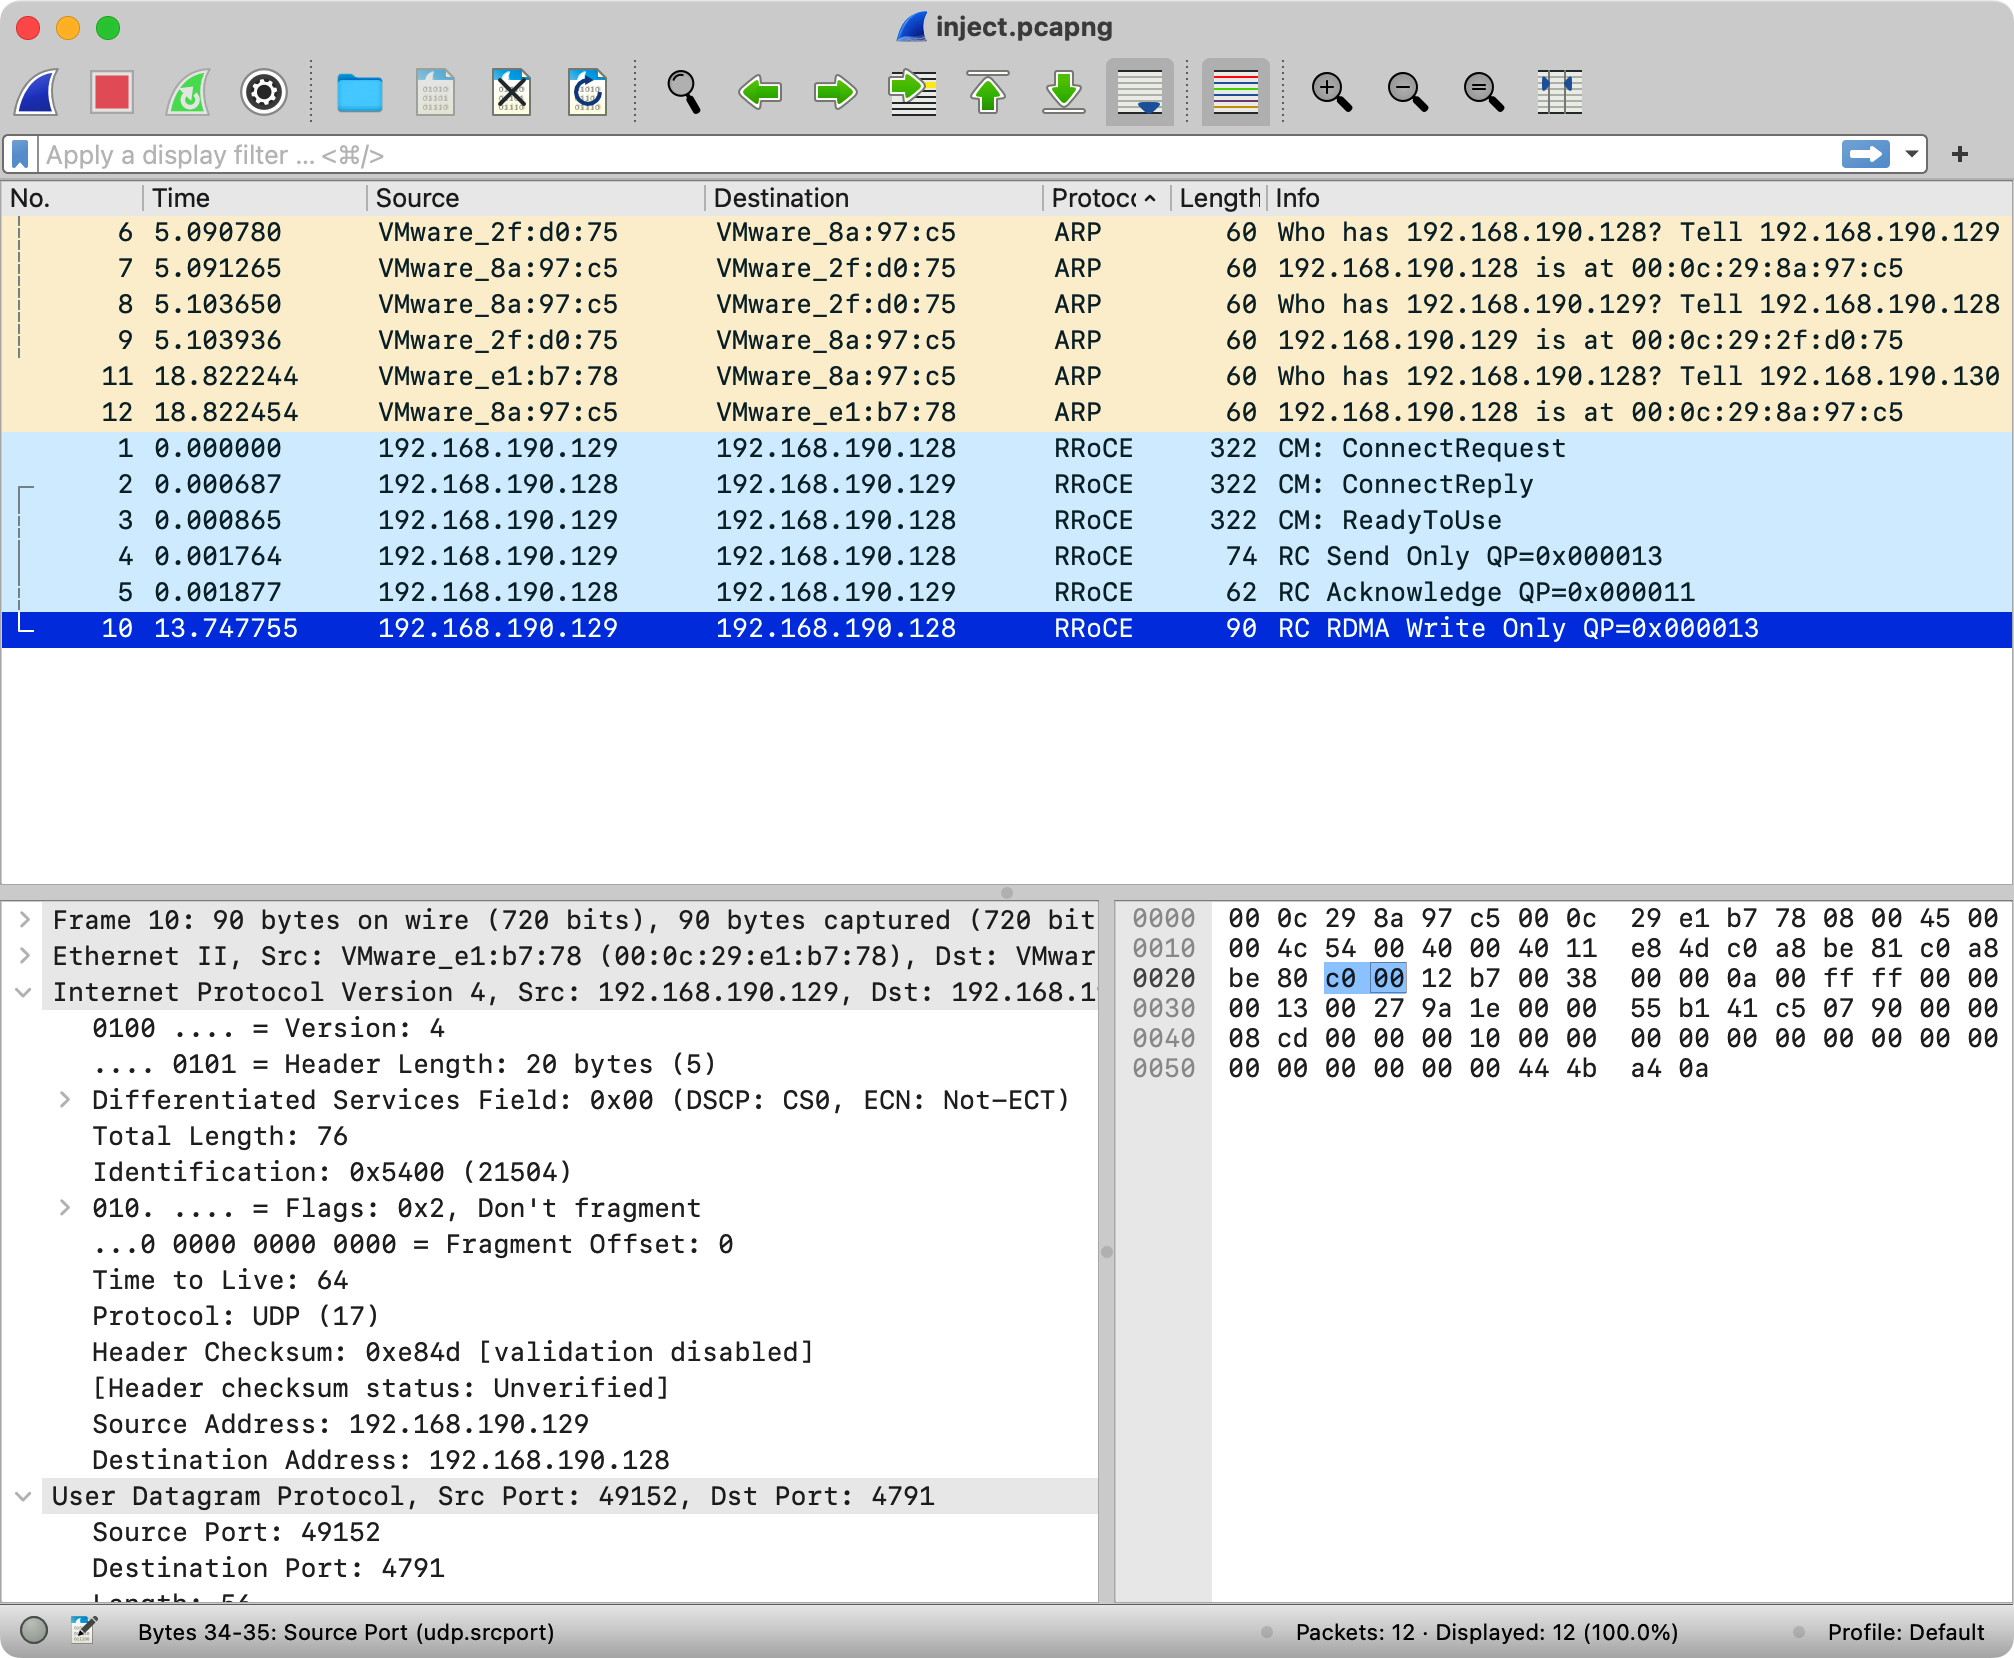 inject.pcapng
Apply a display filter ... <⌘/>
+
No. Time Source Destination Protoco Length Info
6 5.090780 VMware_2f:d0:75 VMware_8a:97:c5 ARP 60 Who has 192.168.190.128? Tell 192.168.190.129
7 5.091265 VMware_8a:97:c5 VMware_2f:d0:75 ARP 60 192.168.190.128 is at 00:0c:29:8a:97:c5
8 5.103650 VMware_8a:97:c5 VMware_2f:d0:75 ARP 60 Who has 192.168.190.129? Tell 192.168.190.128
9 5.103936 VMware_2f:d0:75 VMware_8a:97:c5 ARP 60 192.168.190.129 is at 00:0c:29:2f:d0:75
11 18.822244 VMware_e1:b7:78 VMware_8a:97:c5 ARP 60 Who has 192.168.190.128? Tell 192.168.190.130
12 18.822454 VMware_8a:97:c5 VMware_e1:b7:78 ARP 60 192.168.190.128 is at 00:0c:29:8a:97:c5
1 0.000000 192.168.190.129 192.168.190.128 RRoCE 322 CM: ConnectRequest
2 0.000687 192.168.190.128 192.168.190.129 RRoCE 322 CM: ConnectReply
3 0.000865 192.168.190.129 192.168.190.128 RRoCE 322 CM: ReadyToUse
4 0.001764 192.168.190.129 192.168.190.128 RRoCE 74 RC Send Only QP=0x000013
5 0.001877 192.168.190.128 192.168.190.129 RRoCE 62 RC Acknowledge QP=0x000011
10 13.747755 192.168.190.129 192.168.190.128 RRoCE 90 RC RDMA Write Only QP=0x000013
Frame 10: 90 bytes on wire (720 bits), 90 bytes captured (720 bit
Ethernet II, Src: VMware_e1:b7:78 (00:0c:29:e1:b7:78), Dst: VMwar
Internet Protocol Version 4, Src: 192.168.190.129, Dst: 192.168.1
0100 .... = Version: 4
.... 0101 = Header Length: 20 bytes (5)
Differentiated Services Field: 0x00 (DSCP: CS0, ECN: Not-ECT)
Total Length: 76
Identification: 0x5400 (21504)
010. .... = Flags: 0x2, Don't fragment
...0 0000 0000 0000 = Fragment Offset: 0
Time to Live: 64
Protocol: UDP (17)
Header Checksum: 0xe84d [validation disabled]
[Header checksum status: Unverified]
Source Address: 192.168.190.129
Destination Address: 192.168.190.128
User Datagram Protocol, Src Port: 49152, Dst Port: 4791
Source Port: 49152
Destination Port: 4791
Length: 56
0000 00 0c 29 8a 97 c5 00 0c 29 e1 b7 78 08 00 45 00
0010 00 4c 54 00 40 00 40 11 e8 4d c0 a8 be 81 c0 a8
0020 be 80 c0 00 12 b7 00 38 00 00 0a 00 ff ff 00 00
0030 00 13 00 27 9a 1e 00 00 55 b1 41 c5 07 90 00 00
0040 08 cd 00 00 00 10 00 00 00 00 00 00 00 00 00 00
0050 00 00 00 00 00 00 44 4b a4 0a
Bytes 34-35: Source Port (udp.srcport)
Packets: 12 · Displayed: 12 (100.0%)
Profile: Default